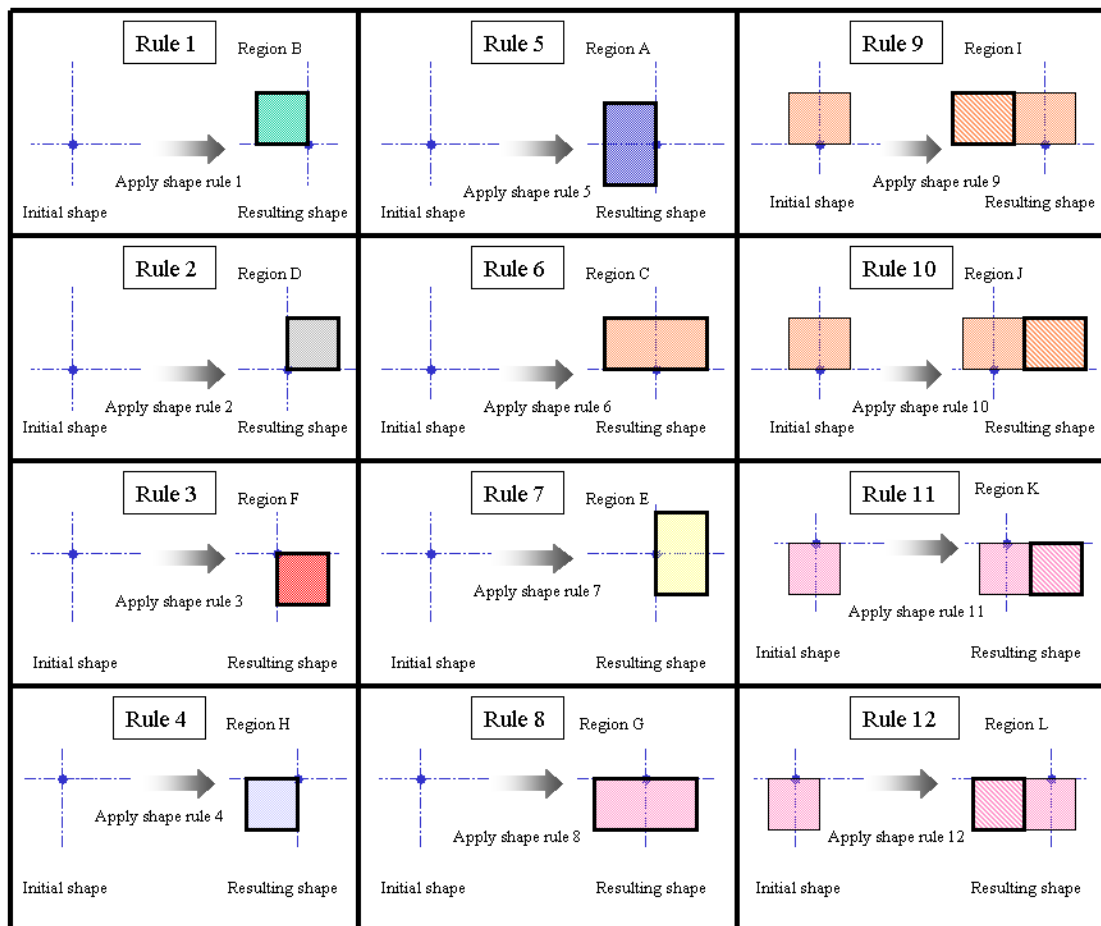 Rule 1
Region B
Apply shape rule 1
Initial shape
Resulting shape
Rule 5
Region A
Apply shape rule 5
Initial shape
Resulting shape
Rule 9
Region I
Apply shape rule 9
Initial shape
Resulting shape
Rule 2
Region D
Apply shape rule 2
Initial shape
Resulting shape
Rule 6
Region C
Apply shape rule 6
Initial shape
Resulting shape
Rule 10
Region J
Apply shape rule 10
Initial shape
Resulting shape
Rule 3
Region F
Apply shape rule 3
Initial shape
Resulting shape
Rule 7
Region E
Apply shape rule 7
Initial shape
Resulting shape
Rule 11
Region K
Apply shape rule 11
Initial shape
Resulting shape
Rule 4
Region H
Apply shape rule 4
Initial shape
Resulting shape
Rule 8
Region G
Apply shape rule 8
Initial shape
Resulting shape
Rule 12
Region L
Apply shape rule 12
Initial shape
Resulting shape